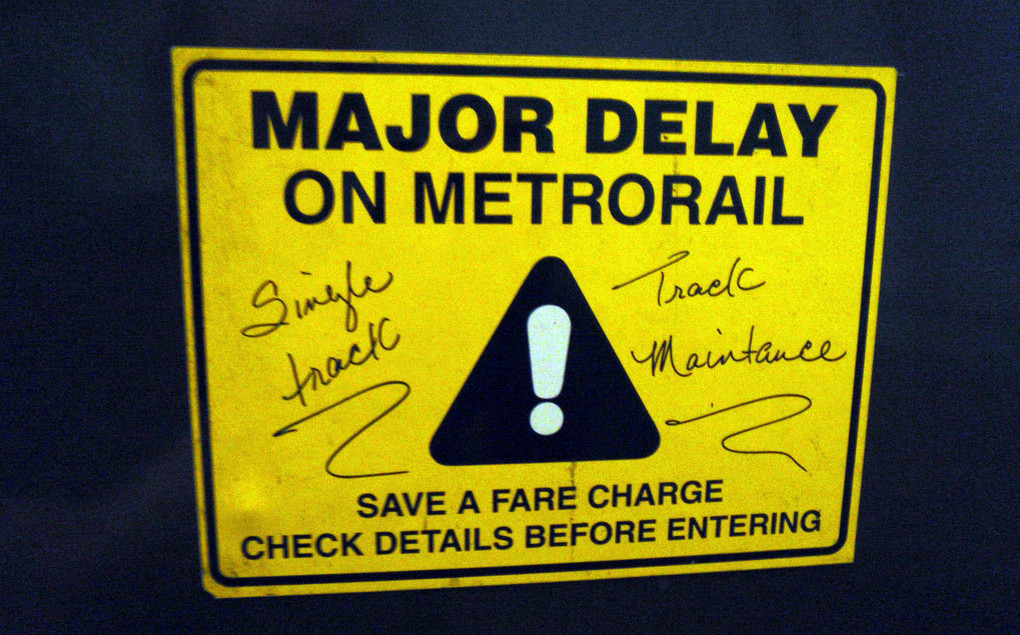 MAJOR DELAY
ON METRORAIL
Single
track
Track
Maintance
SAVE A FARE CHARGE
CHECK DETAILS BEFORE ENTERING